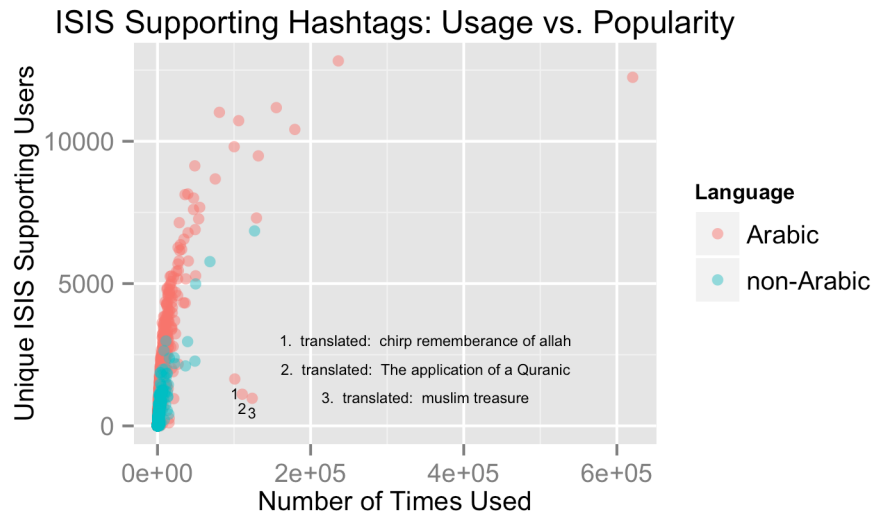 ISIS Supporting Hashtags: Usage vs. Popularity
Unique ISIS Supporting Users
10000
5000
0
1. translated: chirp rememberance of allah
2. translated: The application of a Quranic
3. translated: muslim treasure
1
2
3
0e+00 2e+05 4e+05 6e+05
Number of Times Used
Language
Arabic
non-Arabic